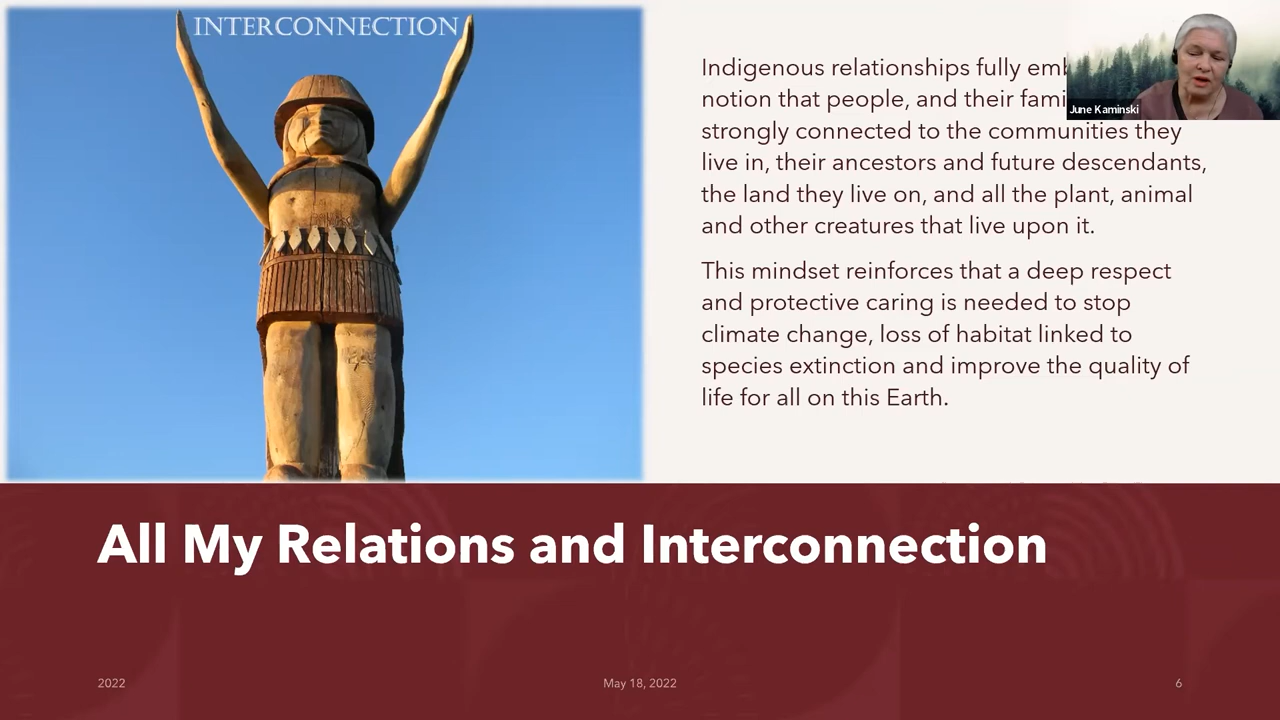 INTERCONNECTION
Indigenous relationships fully
notion that people, and their
strongly connected to the communities they
live in, their ancestors and future descendants,
the land they live on, and all the plant, animal
and other creatures that live upon it.
This mindset reinforces that a deep respect
and protective caring is needed to stop
climate change, loss of habitat linked to
species extinction and improve the quality of
life for all on this Earth.
June Kaminski
All My Relations and Interconnection
2022
May 18, 2022
6